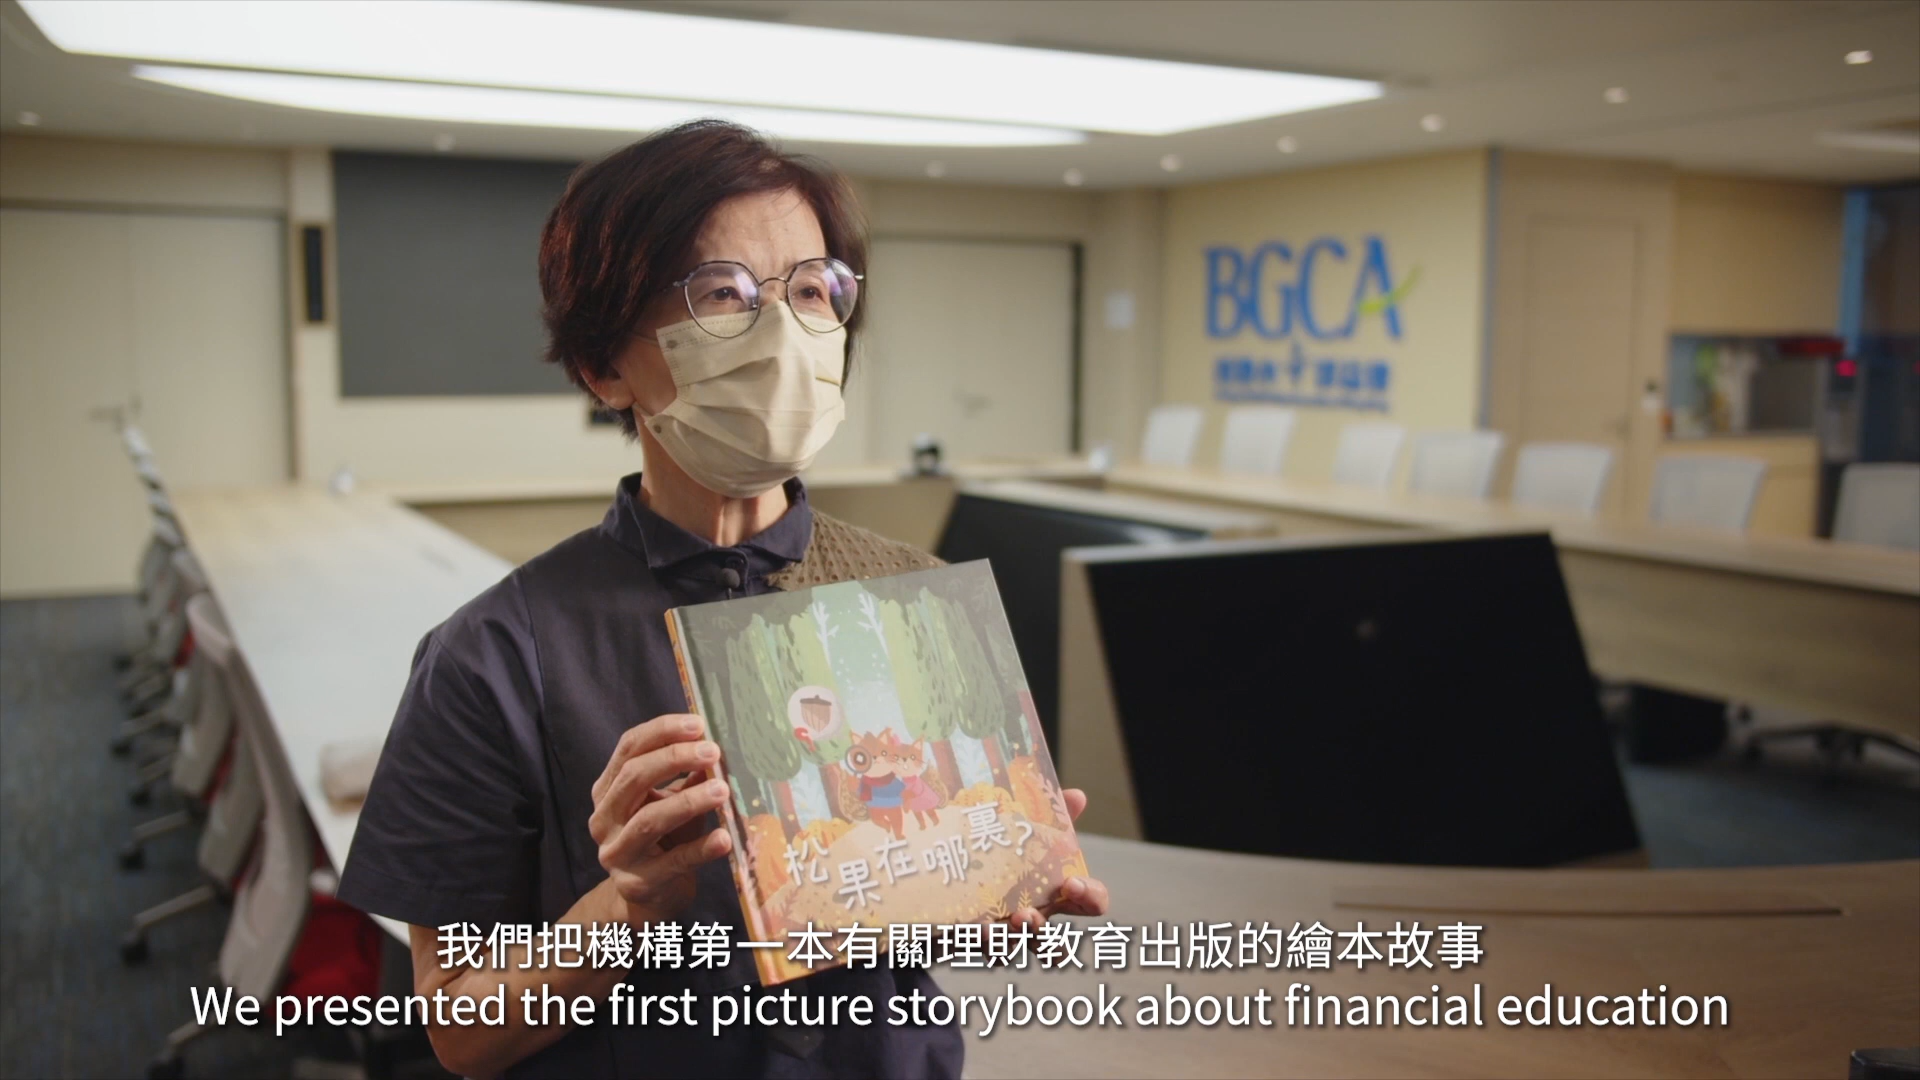 BGCA
松果在哪裏?
我們把機構第一本有關理財教育出版的繪本故事
We presented the first picture storybook about financial education